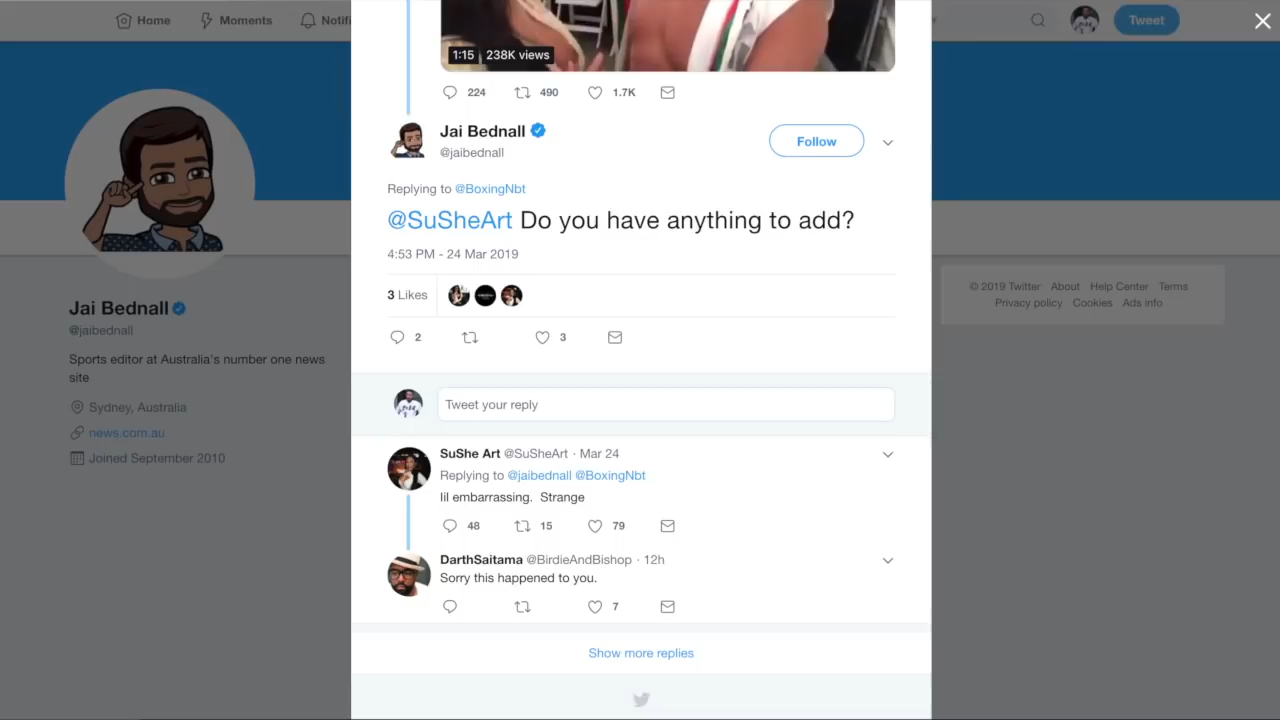 Home
Moments
Notifi
Tweet
1:15 238K views
224
490
1.7K
Jai Bednall
@jaibednall
Follow
Replying to @BoxingNbt
@SuSheArt Do you have anything to add?
4:53 PM - 24 Mar 2019
3 Likes
2
3
Tweet your reply
SuShe Art @SuSheArt · Mar 24
Replying to @jaibednall @BoxingNbt
lil embarrassing. Strange
48
15
79
DarthSaitama @BirdieAndBishop · 12h
Sorry this happened to you.
7
Show more replies
Jai Bednall
@jaibednall
Sports editor at Australia's number one news
site
Sydney, Australia
news.com.au
Joined September 2010
© 2019 Twitter About Help Center Terms
Privacy policy Cookies Ads info